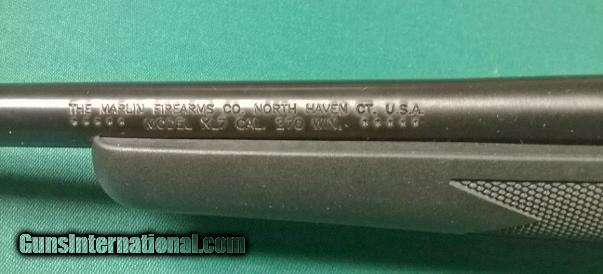 THE MARLIN FIREARMS CO. NORTH HAVEN CT. U.S.A.
MODEL XL7 CAL. 270 WIN.
GunsInternational.com